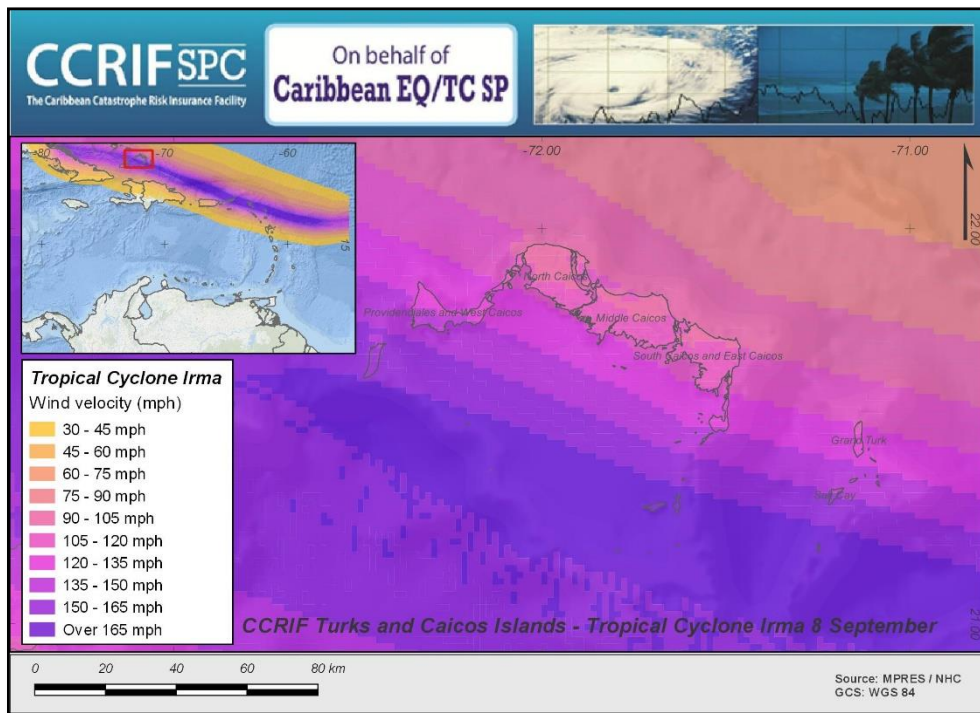 CCRIF SPC
The Caribbean Catastrophe Risk Insurance Facility
On behalf of
Caribbean EQ/TC SP
-80
-70
-60
15
-72.00
-71.00
22.00
North Caicos
Providenciales and West Caicos
Middle Caicos
South Caicos and East Caicos
Grand Turk
Salt Cay
Tropical Cyclone Irma
Wind velocity (mph)
30 - 45 mph
45 - 60 mph
60 - 75 mph
75 - 90 mph
90 - 105 mph
105 - 120 mph
120 - 135 mph
135 - 150 mph
150 - 165 mph
Over 165 mph
21.00
CCRIF Turks and Caicos Islands - Tropical Cyclone Irma 8 September
0 20 40 60 80 km
Source: MPRES / NHC
GCS: WGS 84